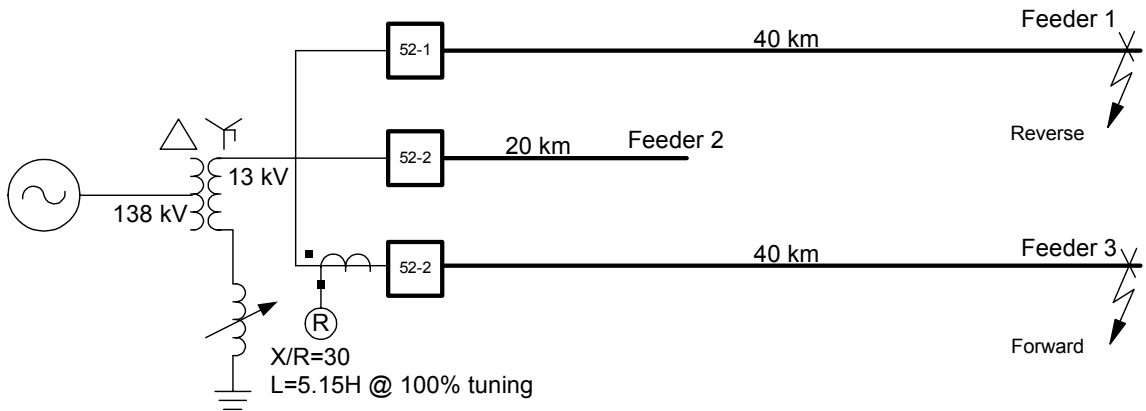 Feeder 1
52-1
40 km
Reverse
52-2
20 km
Feeder 2
13 kV
138 kV
52-2
40 km
Feeder 3
R
X/R=30
L=5.15H @ 100% tuning
Forward